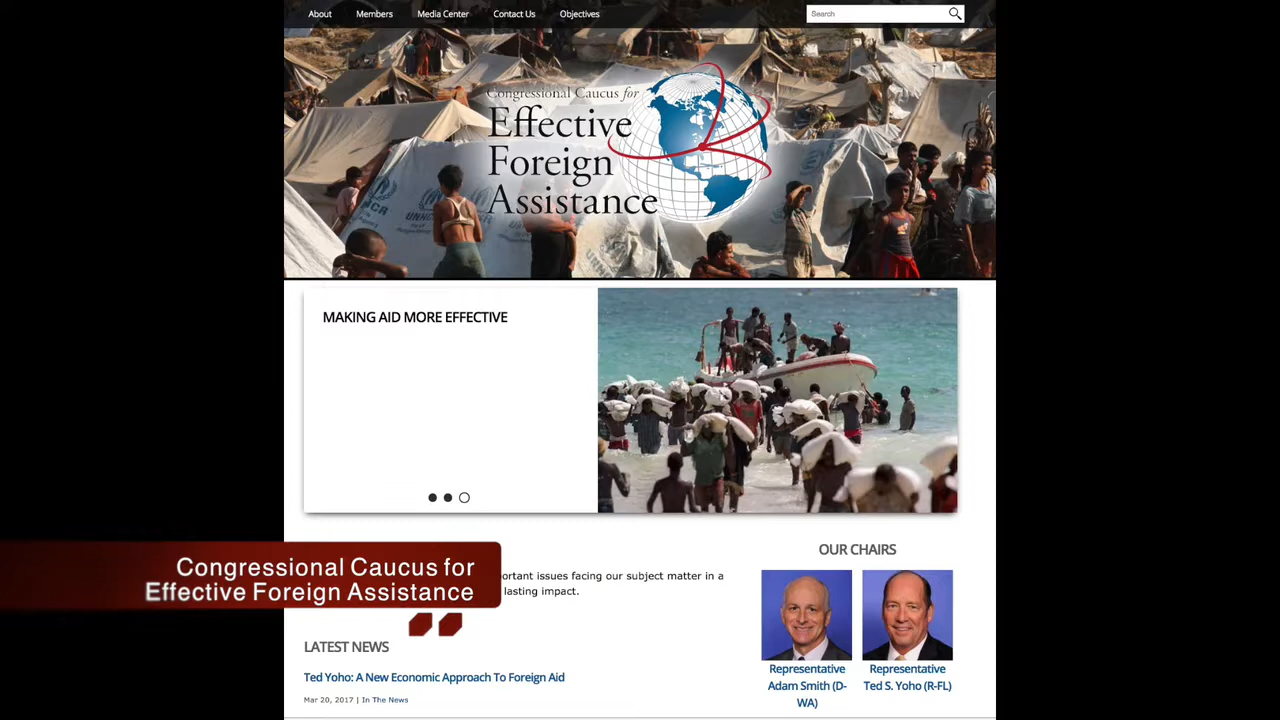 About Members Media Center Contact Us Objectives Search
Congressional Caucus for
Effective
Foreign
Assistance
MAKING AID MORE EFFECTIVE
OUR CHAIRS
Congressional Caucus for
Effective Foreign Assistance
ortant issues facing our subject matter in a
lasting impact.
LATEST NEWS
Ted Yoho: A New Economic Approach To Foreign Aid
Mar 20, 2017 | In The News
Representative
Adam Smith (D-
WA)
Representative
Ted S. Yoho (R-FL)